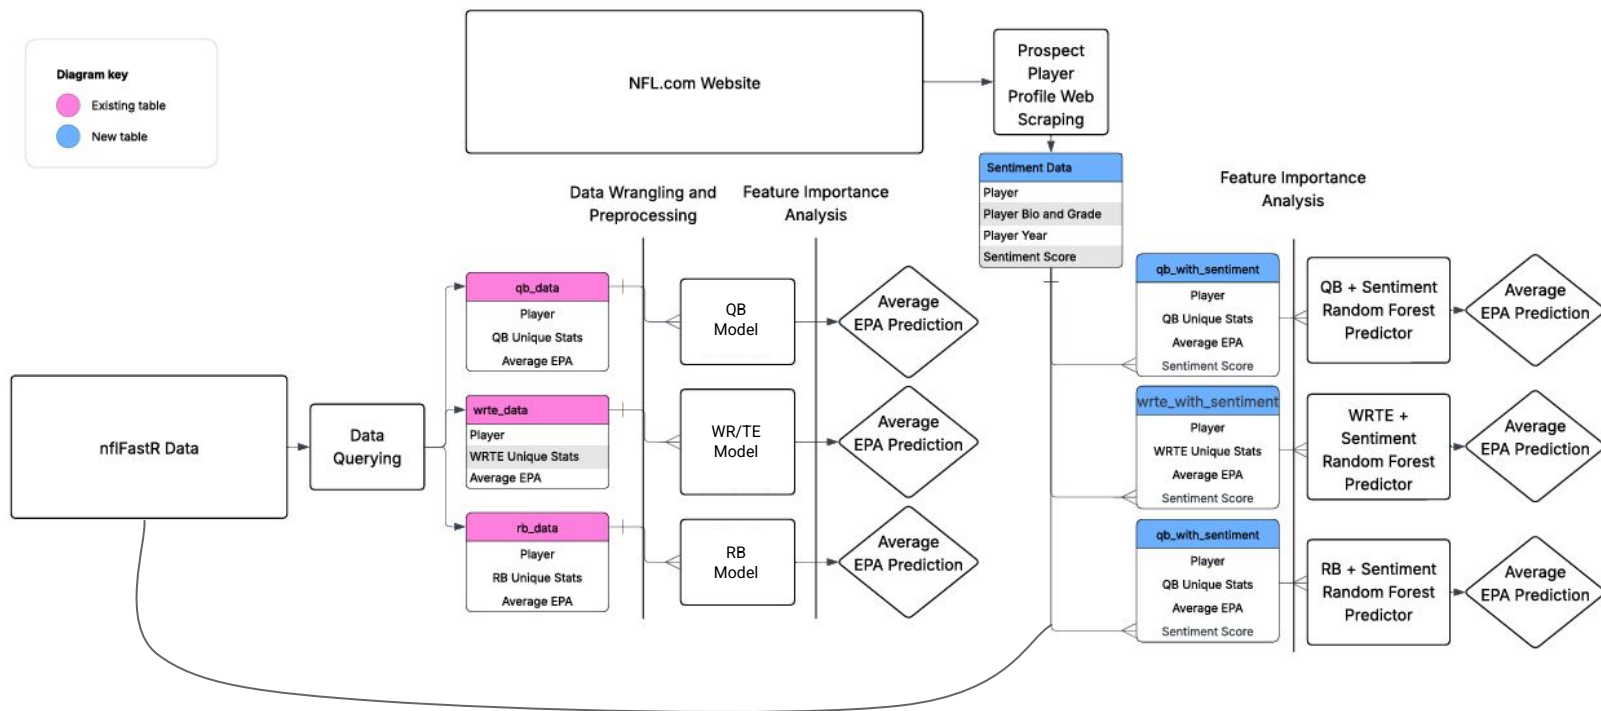 Diagram key
Existing table
New table
NFL.com Website
Prospect
Player
Profile Web
Scraping
Sentiment Data
Player
Player Bio and Grade
Player Year
Sentiment Score
Data Wrangling and
Preprocessing
Feature Importance
Analysis
Feature Importance
Analysis
nflFastR Data
Data
Querying
qb_data
Player
QB Unique Stats
Average EPA
QB
Model
Average
EPA Prediction
wrte_data
Player
WRTE Unique Stats
Average EPA
WR/TE
Model
Average
EPA Prediction
rb_data
Player
RB Unique Stats
Average EPA
RB
Model
Average
EPA Prediction
qb_with_sentiment
Player
QB Unique Stats
Average EPA
Sentiment Score
QB + Sentiment
Random Forest
Predictor
Average
EPA Prediction
wrte_with_sentiment
Player
WRTE Unique Stats
Average EPA
Sentiment Score
WRTE +
Sentiment
Random Forest
Predictor
Average
EPA Prediction
qb_with_sentiment
Player
QB Unique Stats
Average EPA
Sentiment Score
RB + Sentiment
Random Forest
Predictor
Average
EPA Prediction